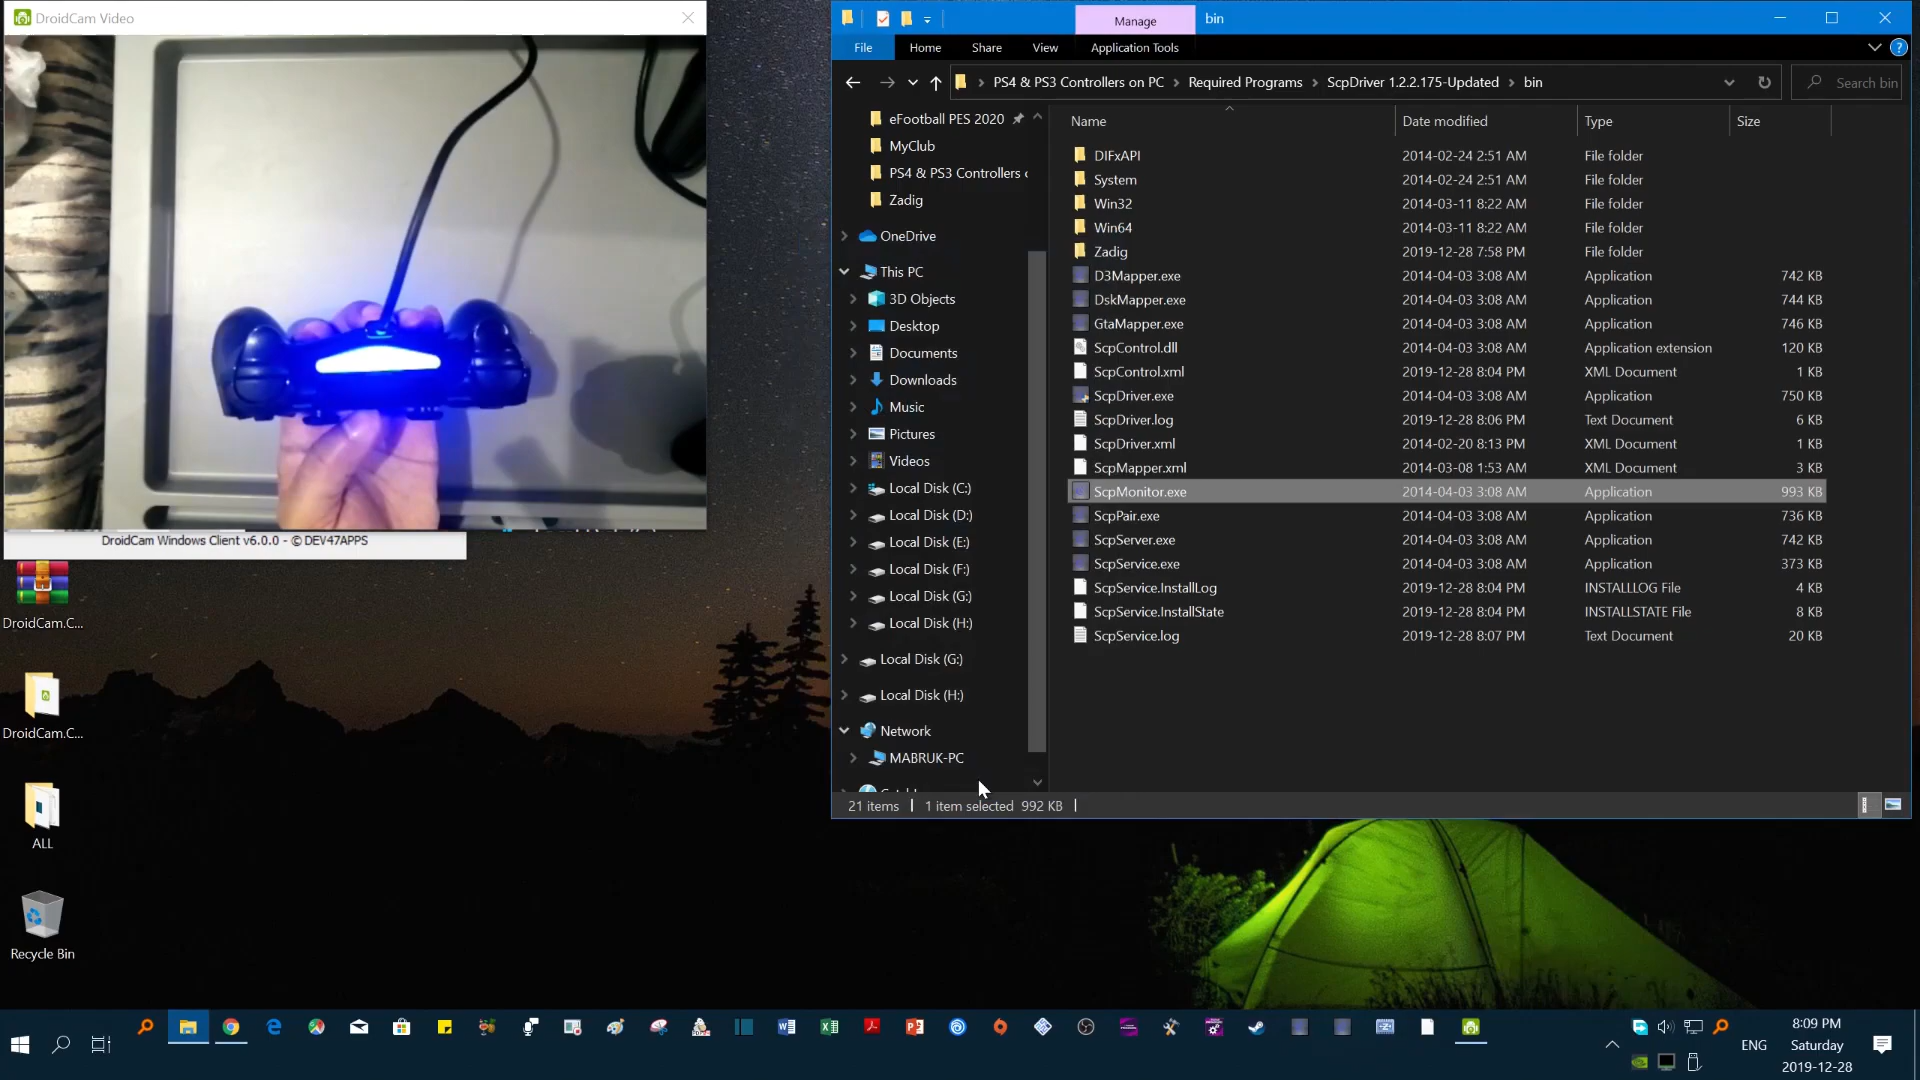 DroidCam Video
Manage
bin
File
Home
Share
View
Application Tools
PS4 & PS3 Controllers on PC
Required Programs
ScpDriver 1.2.2.175-Updated
bin
Search bin
eFootball PES 2020
MyClub
PS4 & PS3 Controllers
Zadig
OneDrive
This PC
3D Objects
Desktop
Documents
Downloads
Music
Pictures
Videos
Local Disk (C:)
Local Disk (D:)
Local Disk (E:)
Local Disk (F:)
Local Disk (G:)
Local Disk (H:)
Local Disk (G:)
Local Disk (H:)
Network
MABRUK-PC
Name Date modified Type Size
DIFxAPI 2014-02-24 2:51 AM File folder
System 2014-02-24 2:51 AM File folder
Win32 2014-03-11 8:22 AM File folder
Win64 2014-03-11 8:22 AM File folder
Zadig 2019-12-28 7:58 PM File folder
D3Mapper.exe 2014-04-03 3:08 AM Application 742 KB
DskMapper.exe 2014-04-03 3:08 AM Application 744 KB
GtaMapper.exe 2014-04-03 3:08 AM Application 746 KB
ScpControl.dll 2014-04-03 3:08 AM Application extension 120 KB
ScpControl.xml 2019-12-28 8:04 PM XML Document 1 KB
ScpDriver.exe 2014-04-03 3:08 AM Application 750 KB
ScpDriver.log 2019-12-28 8:06 PM Text Document 6 KB
ScpDriver.xml 2014-02-20 8:13 PM XML Document 1 KB
ScpMapper.xml 2014-03-08 1:53 AM XML Document 3 KB
ScpMonitor.exe 2014-04-03 3:08 AM Application 993 KB
ScpPair.exe 2014-04-03 3:08 AM Application 736 KB
ScpServer.exe 2014-04-03 3:08 AM Application 742 KB
ScpService.exe 2014-04-03 3:08 AM Application 373 KB
ScpService.InstallLog 2019-12-28 8:04 PM INSTALLLOG File 4 KB
ScpService.InstallState 2019-12-28 8:04 PM INSTALLSTATE File 8 KB
ScpService.log 2019-12-28 8:07 PM Text Document 20 KB
21 items 1 item selected 992 KB
DroidCam Windows Client v6.0.0 - © DEV47APPS
DroidCam.C...
DroidCam.C...
ALL
Recycle Bin
ENG
8:09 PM
Saturday
2019-12-28